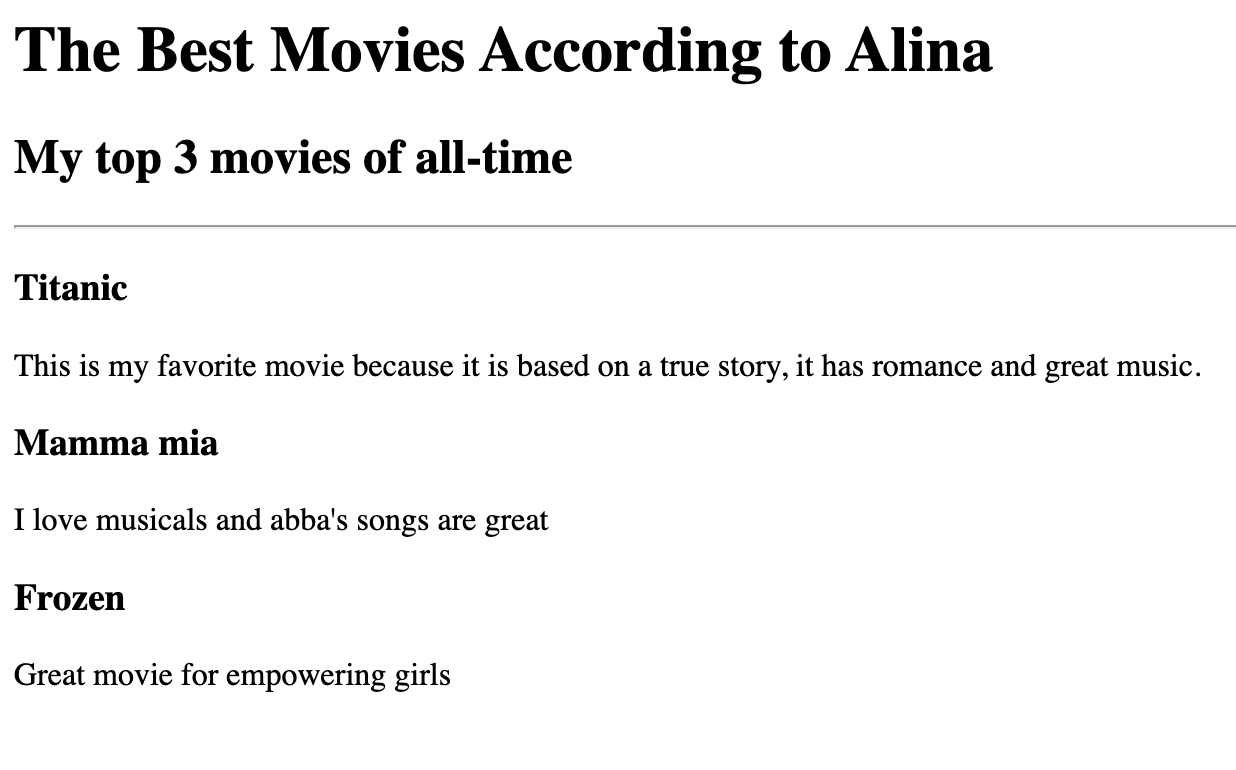 The Best Movies According to Alina
My top 3 movies of all-time
Titanic
This is my favorite movie because it is based on a true story, it has romance and great music.
Mamma mia
I love musicals and abba's songs are great
Frozen
Great movie for empowering girls